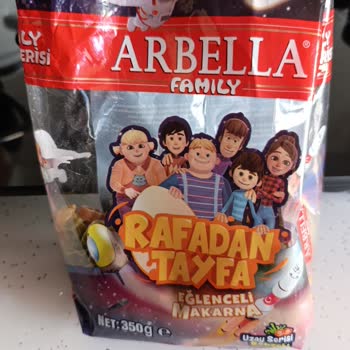 LY
ERİSİ
ARBELLA®
FAMILY
RAFADAN
TAYFA
EĞLENCELİ
MAKARNA
NET:350g ℮
Uzay Serisi